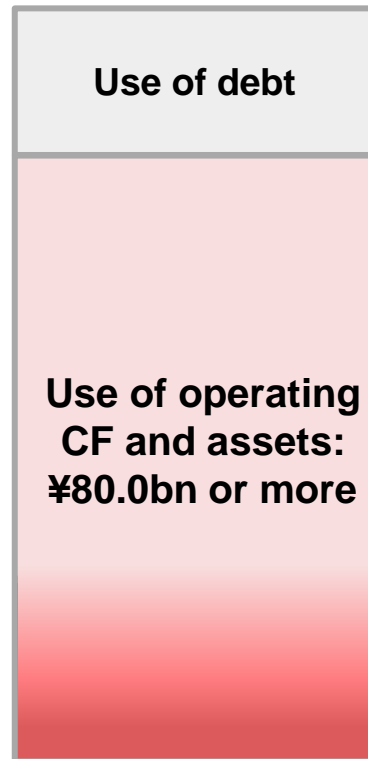 Use of debt
Use of operating
CF and assets:
¥80.0bn or more